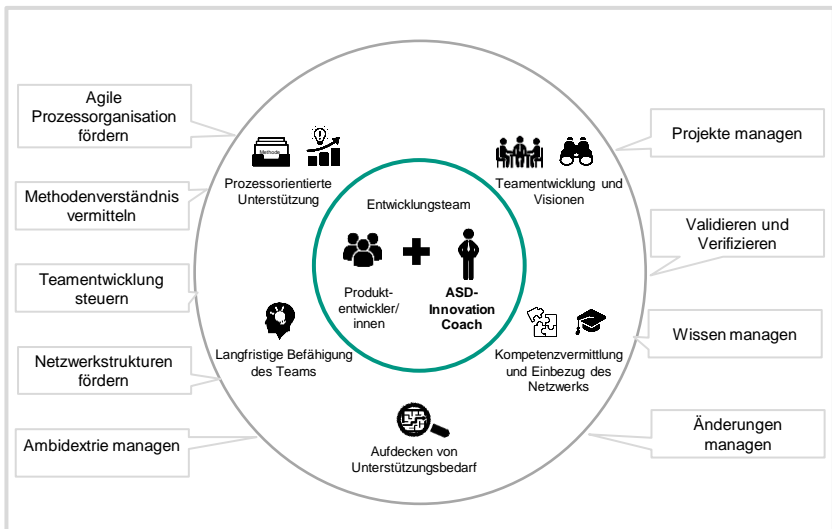 Agile
Prozessorganisation
fördern
Methodenverständnis
vermitteln
Teamentwicklung
steuern
Netzwerkstrukturen
fördern
Ambidextrie managen
Methode
Prozessorientierte
Unterstützung
Teamentwicklung und
Visionen
Entwicklungsteam
Produkt-
entwickler/
innen
ASD-
Innovation
Coach
Langfristige Befähigung
des Teams
Kompetenzvermittlung
und Einbezug des
Netzwerks
Aufdecken von
Unterstützungsbedarf
Projekte managen
Validieren und
Verifizieren
Wissen managen
Änderungen
managen